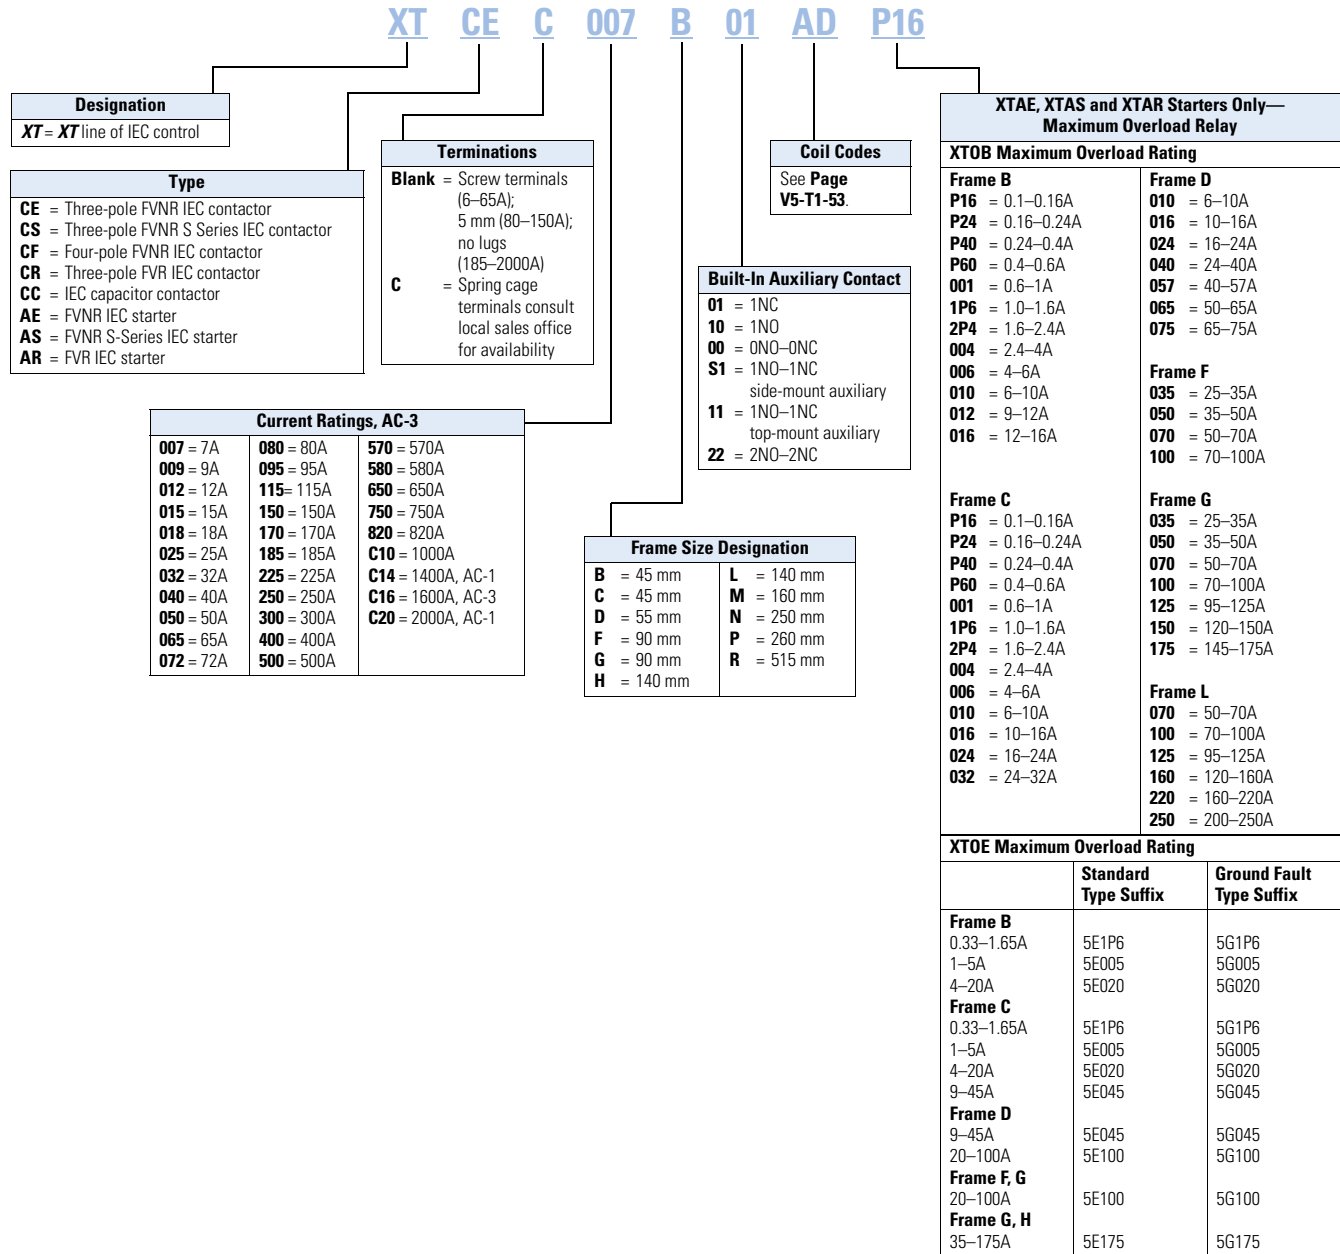 XT CE C 007 B 01 AD P16
Designation
XT = XT line of IEC control
Type
CE = Three-pole FVNR IEC contactor
CS = Three-pole FVNR S Series IEC contactor
CF = Four-pole FVNR IEC contactor
CR = Three-pole FVR IEC contactor
CC = IEC capacitor contactor
AE = FVNR IEC starter
AS = FVNR S-Series IEC starter
AR = FVR IEC starter
Terminations
Blank = Screw terminals
(6–65A);
5 mm (80–150A);
no lugs
(185–2000A)
C = Spring cage
terminals consult
local sales office
for availability
Current Ratings, AC-3
007 = 7A
009 = 9A
012 = 12A
015 = 15A
018 = 18A
025 = 25A
032 = 32A
040 = 40A
050 = 50A
065 = 65A
072 = 72A
080 = 80A
095 = 95A
115= 115A
150 = 150A
170 = 170A
185 = 185A
225 = 225A
250 = 250A
300 = 300A
400 = 400A
500 = 500A
570 = 570A
580 = 580A
650 = 650A
750 = 750A
820 = 820A
C10 = 1000A
C14 = 1400A, AC-1
C16 = 1600A, AC-3
C20 = 2000A, AC-1
Frame Size Designation
B = 45 mm
C = 45 mm
D = 55 mm
F = 90 mm
G = 90 mm
H = 140 mm
L = 140 mm
M = 160 mm
N = 250 mm
P = 260 mm
R = 515 mm
Built-In Auxiliary Contact
01 = 1NC
10 = 1NO
00 = 0NO–0NC
S1 = 1NO–1NC
side-mount auxiliary
11 = 1NO–1NC
top-mount auxiliary
22 = 2NO–2NC
Coil Codes
See Page
V5-T1-53.
XTAE, XTAS and XTAR Starters Only—
Maximum Overload Relay
XTOB Maximum Overload Rating
Frame B
P16 = 0.1–0.16A
P24 = 0.16–0.24A
P40 = 0.24–0.4A
P60 = 0.4–0.6A
001 = 0.6–1A
1P6 = 1.0–1.6A
2P4 = 1.6–2.4A
004 = 2.4–4A
006 = 4–6A
010 = 6–10A
012 = 9–12A
016 = 12–16A
Frame C
P16 = 0.1–0.16A
P24 = 0.16–0.24A
P40 = 0.24–0.4A
P60 = 0.4–0.6A
001 = 0.6–1A
1P6 = 1.0–1.6A
2P4 = 1.6–2.4A
004 = 2.4–4A
006 = 4–6A
010 = 6–10A
016 = 10–16A
024 = 16–24A
032 = 24–32A
Frame D
010 = 6–10A
016 = 10–16A
024 = 16–24A
040 = 24–40A
057 = 40–57A
065 = 50–65A
075 = 65–75A
Frame F
035 = 25–35A
050 = 35–50A
070 = 50–70A
100 = 70–100A
Frame G
035 = 25–35A
050 = 35–50A
070 = 50–70A
100 = 70–100A
125 = 95–125A
150 = 120–150A
175 = 145–175A
Frame L
070 = 50–70A
100 = 70–100A
125 = 95–125A
160 = 120–160A
220 = 160–220A
250 = 200–250A
XTOE Maximum Overload Rating
Standard Type Suffix
Ground Fault Type Suffix
Frame B
0.33–1.65A 5E1P6 5G1P6
1–5A 5E005 5G005
4–20A 5E020 5G020
Frame C
0.33–1.65A 5E1P6 5G1P6
1–5A 5E005 5G005
4–20A 5E020 5G020
9–45A 5E045 5G045
Frame D
9–45A 5E045 5G045
20–100A 5E100 5G100
Frame F, G
20–100A 5E100 5G100
Frame G, H
35–175A 5E175 5G175